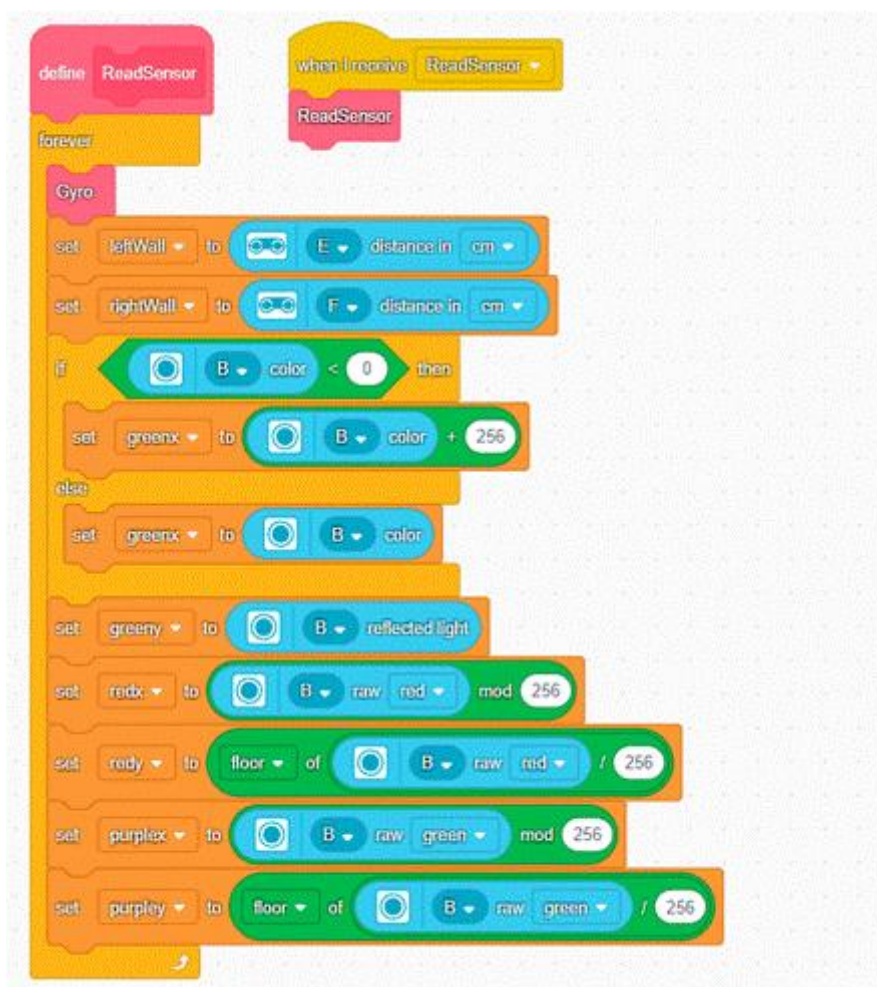 define ReadSensor
when I receive ReadSensor
ReadSensor
forever
Gyro
set leftWall to E distance in cm
set rightWall to F distance in cm
if B color < 0 then
set greenx to B color + 256
else
set greenx to B color
set greeny to B reflected light
set redx to B raw red mod 256
set redy to floor of B raw red / 256
set purplex to B raw green mod 256
set purpley to floor of B raw green / 256